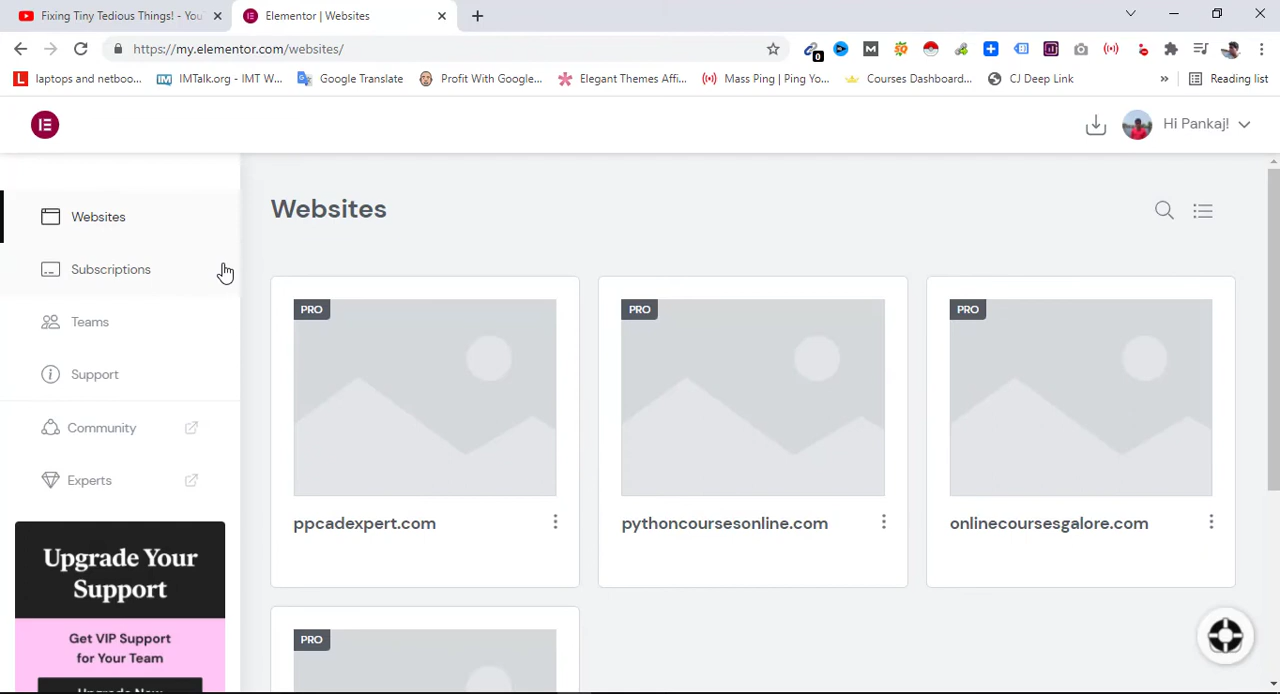 Fixing Tiny Tedious Things! - You
Elementor | Websites
https://my.elementor.com/websites/
0
laptops and netboo...
IMTalk.org - IMT W...
Google Translate
Profit With Google...
Elegant Themes Affi...
Mass Ping | Ping Yo...
Courses Dashboard...
CJ Deep Link
»
Reading list
Hi Pankaj!
Websites
Subscriptions
Teams
Support
Community
Experts
Upgrade Your
Support
Get VIP Support
for Your Team
Upgrade Now
Websites
PRO
PRO
PRO
ppcadexpert.com
pythoncoursesonline.com
onlinecoursesgalore.com
PRO